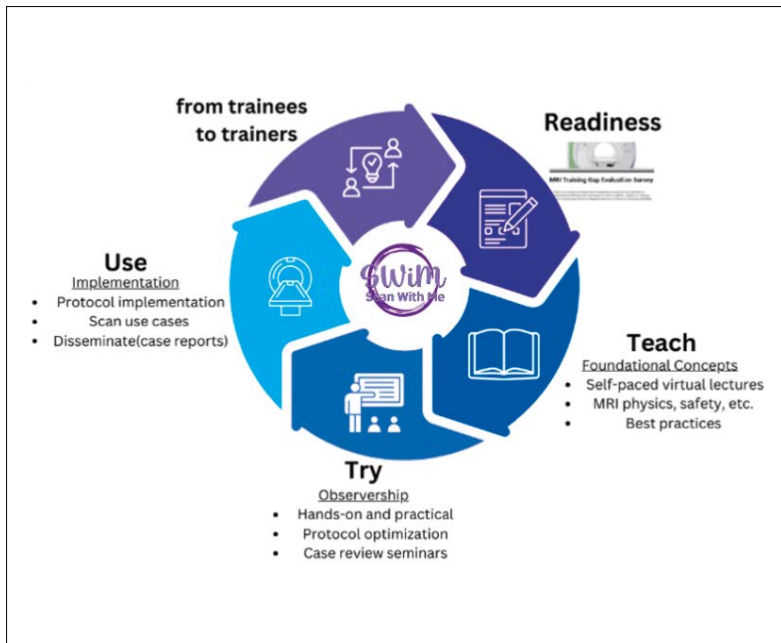 from trainees
to trainers
Readiness
MRI Training Gap Evaluation Survey
Use
Implementation
• Protocol implementation
• Scan use cases
• Disseminate(case reports)
SWiM
Scan With Me
Teach
Foundational Concepts
• Self-paced virtual lectures
• MRI physics, safety, etc.
• Best practices
Try
Observership
• Hands-on and practical
• Protocol optimization
• Case review seminars